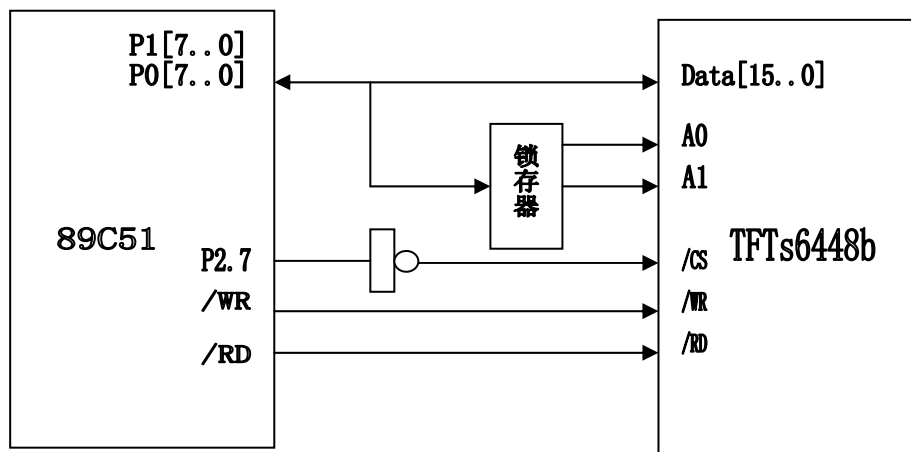 P1[7..0]
P0[7..0]
89C51
P2.7
/WR
/RD
锁存器
Data[15..0]
A0
A1
TFTs6448b
/CS
/WR
/RD